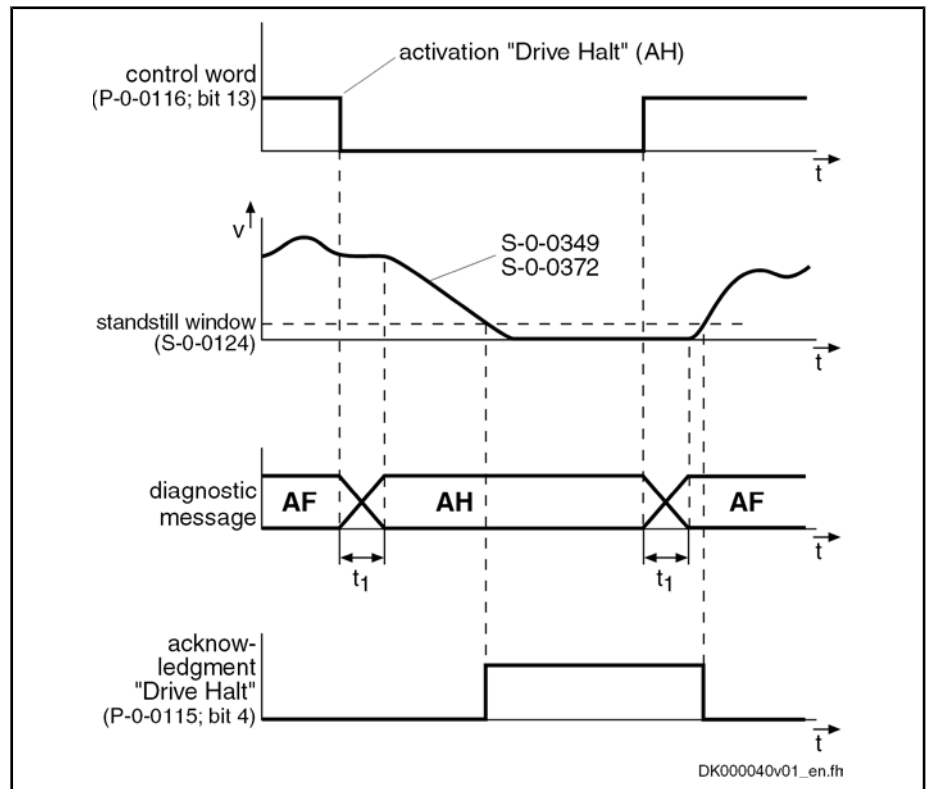 activation "Drive Halt" (AH)
control word
(P-0-0116; bit 13)
t
v
S-0-0349
S-0-0372
standstill window
(S-0-0124)
t
diagnostic
message
AF
AH
AF
t
t1
t1
acknow-
ledgment
"Drive Halt"
(P-0-0115; bit 4)
t
DK000040v01_en.fh